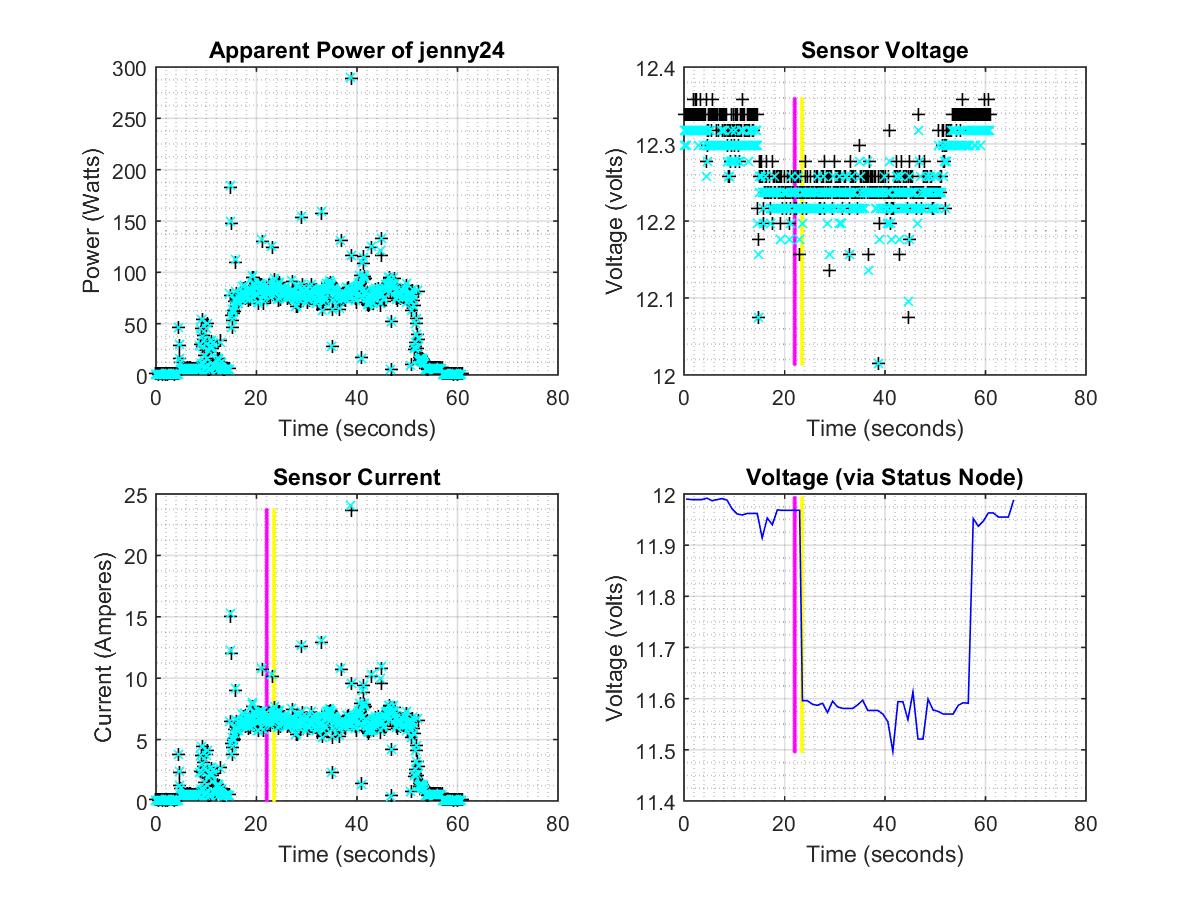 Apparent Power of jenny24
300
250
200
150
100
50
0
Power (Watts)
0 20 40 60 80
Time (seconds)
Sensor Voltage
12.4
12.3
12.2
12.1
12
Voltage (volts)
0 20 40 60 80
Time (seconds)
Sensor Current
25
20
15
10
5
0
Current (Amperes)
0 20 40 60 80
Time (seconds)
Voltage (via Status Node)
12
11.9
11.8
11.7
11.6
11.5
11.4
Voltage (volts)
0 20 40 60 80
Time (seconds)